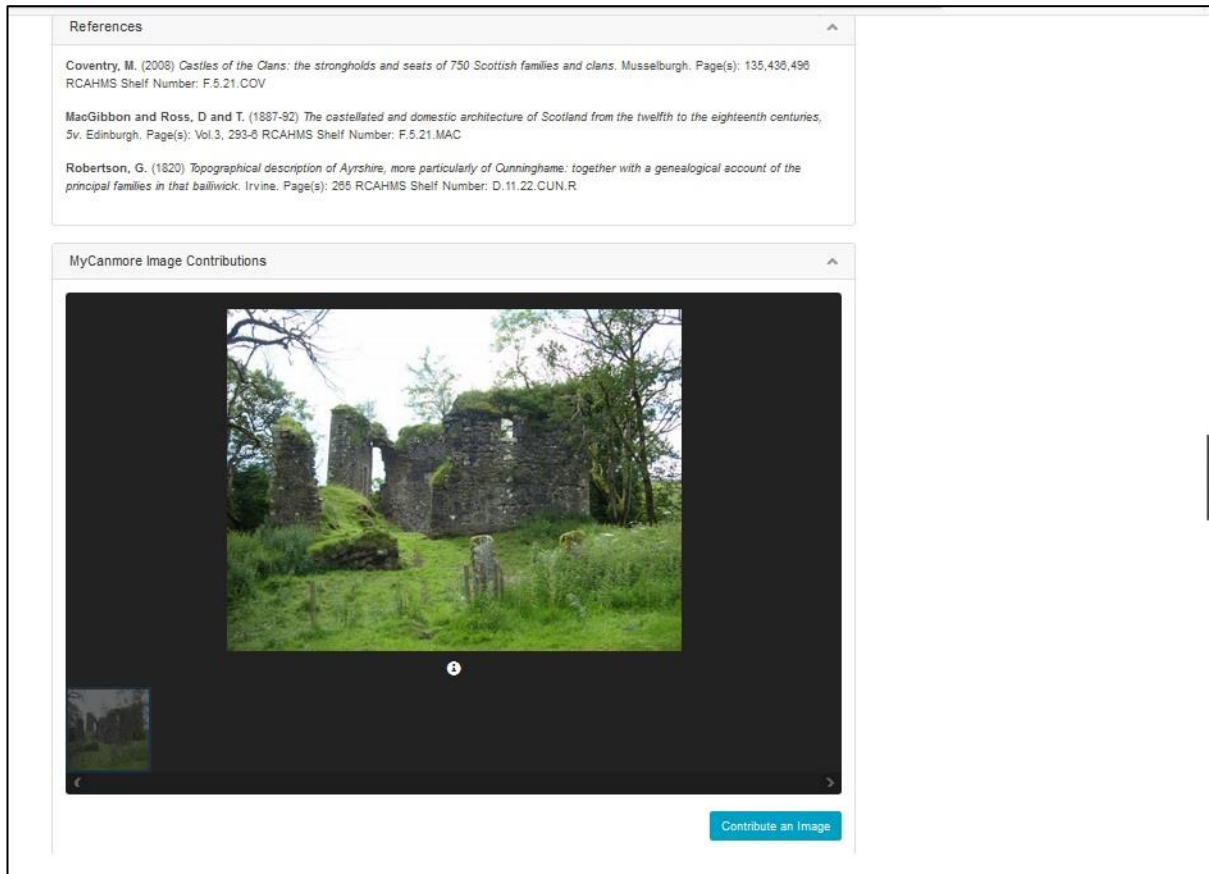 References
Coventry, M. (2008) Castles of the Clans: the strongholds and seats of 750 Scottish families and clans. Musselburgh. Page(s): 135,436,496
RCAHMS Shelf Number: F.5.21.COV
MacGibbon and Ross, D and T. (1887-92) The castellated and domestic architecture of Scotland from the twelfth to the eighteenth centuries,
5v. Edinburgh. Page(s): Vol.3, 293-6 RCAHMS Shelf Number: F.5.21.MAC
Robertson, G. (1820) Topographical description of Ayrshire, more particularly of Cunninghame: together with a genealogical account of the
principal families in that bailiwick. Irvine. Page(s): 265 RCAHMS Shelf Number: D.11.22.CUN.R
MyCanmore Image Contributions
Contribute an Image